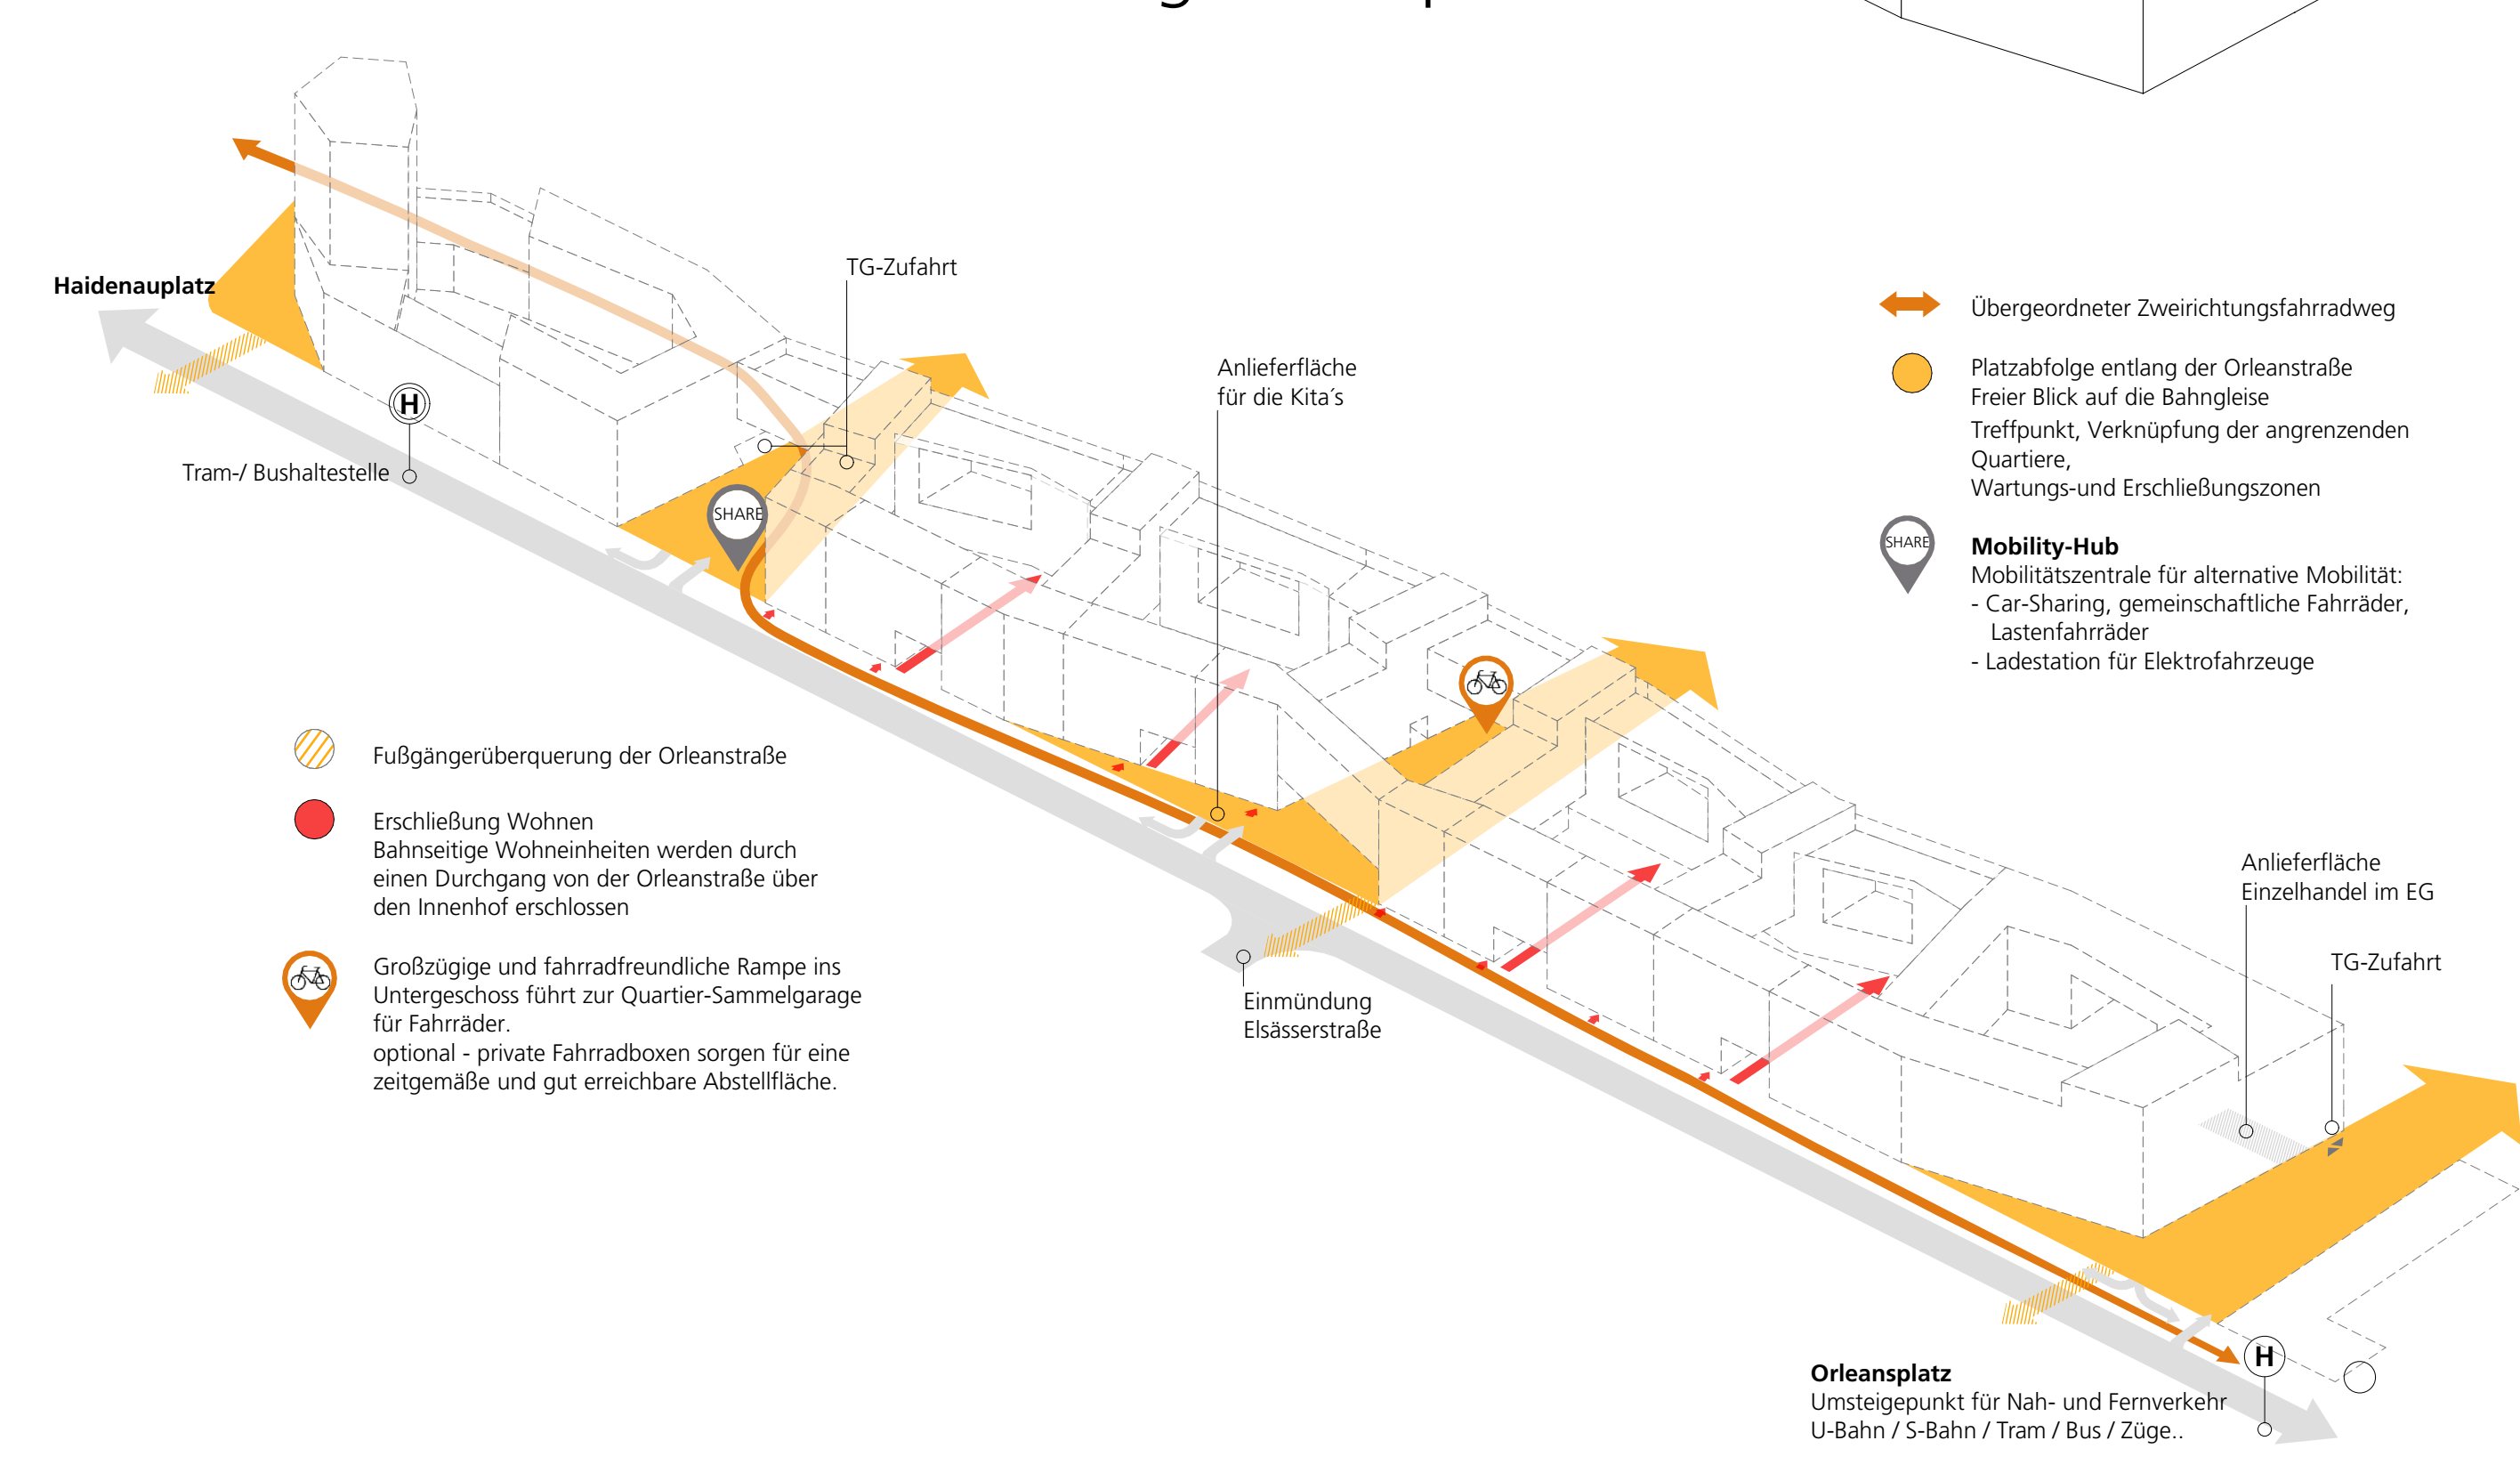 Haidenauplatz
TG-Zufahrt
H
Tram-/ Bushaltestelle
SHARE
Anlieferfläche
für die Kita´s
Übergeordneter Zweirichtungsfahrradweg
Platzabfolge entlang der Orleanstraße
Freier Blick auf die Bahngleise
Treffpunkt, Verknüpfung der angrenzenden
Quartiere,
Wartungs-und Erschließungszonen
SHARE
Mobility-Hub
Mobilitätszentrale für alternative Mobilität:
- Car-Sharing, gemeinschaftliche Fahrräder,
Lastenfahrräder
- Ladestation für Elektrofahrzeuge
Fußgängerüberquerung der Orleanstraße
Erschließung Wohnen
Bahnseitige Wohneinheiten werden durch
einen Durchgang von der Orleanstraße über
den Innenhof erschlossen
Großzügige und fahrradfreundliche Rampe ins
Untergeschoss führt zur Quartier-Sammelgarage
für Fahrräder.
optional - private Fahrradboxen sorgen für eine
zeitgemäße und gut erreichbare Abstellfläche.
Einmündung
Elsässerstraße
Anlieferfläche
Einzelhandel im EG
TG-Zufahrt
H
Orleansplatz
Umsteigepunkt für Nah- und Fernverkehr
U-Bahn / S-Bahn / Tram / Bus / Züge..